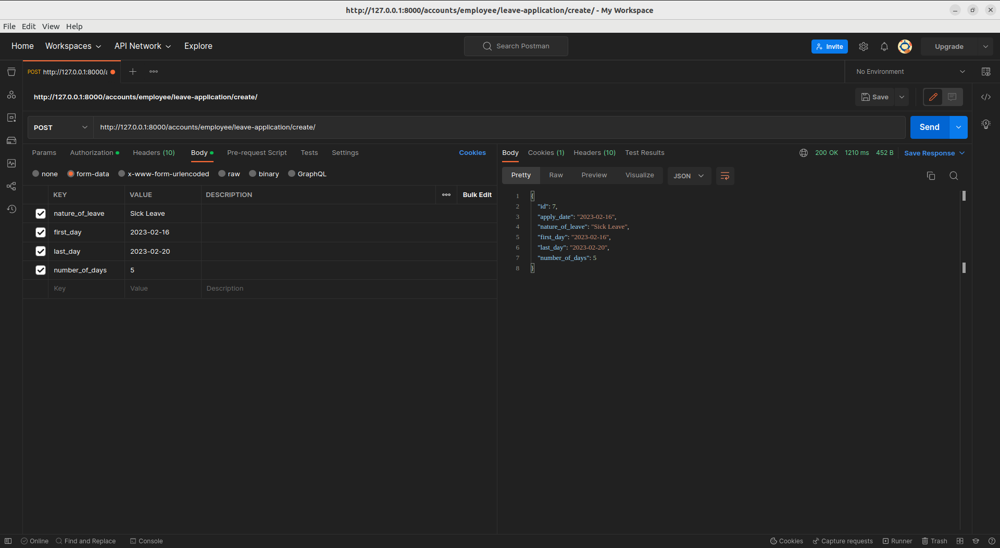 http://127.0.0.1:8000/accounts/employee/leave-application/create/ - My Workspace
File Edit View Help
Home Workspaces API Network Explore Search Postman Invite Upgrade
POST http://127.0.0.1:8000/a No Environment
http://127.0.0.1:8000/accounts/employee/leave-application/create/ Save
POST http://127.0.0.1:8000/accounts/employee/leave-application/create/ Send
Params Authorization Headers (10) Body Pre-request Script Tests Settings Cookies
none form-data x-www-form-urlencoded raw binary GraphQL
KEY VALUE DESCRIPTION Bulk Edit
nature_of_leave Sick Leave
first_day 2023-02-16
last_day 2023-02-20
number_of_days 5
Key Value Description
Body Cookies (1) Headers (10) Test Results 200 OK 1210 ms 452 B Save Response
Pretty Raw Preview Visualize JSON
1 {
2 "id": 7,
3 "apply_date": "2023-02-16",
4 "nature_of_leave": "Sick Leave",
5 "first_day": "2023-02-16",
6 "last_day": "2023-02-20",
7 "number_of_days": 5
8 }
Online Find and Replace Console Cookies Capture requests Runner Trash